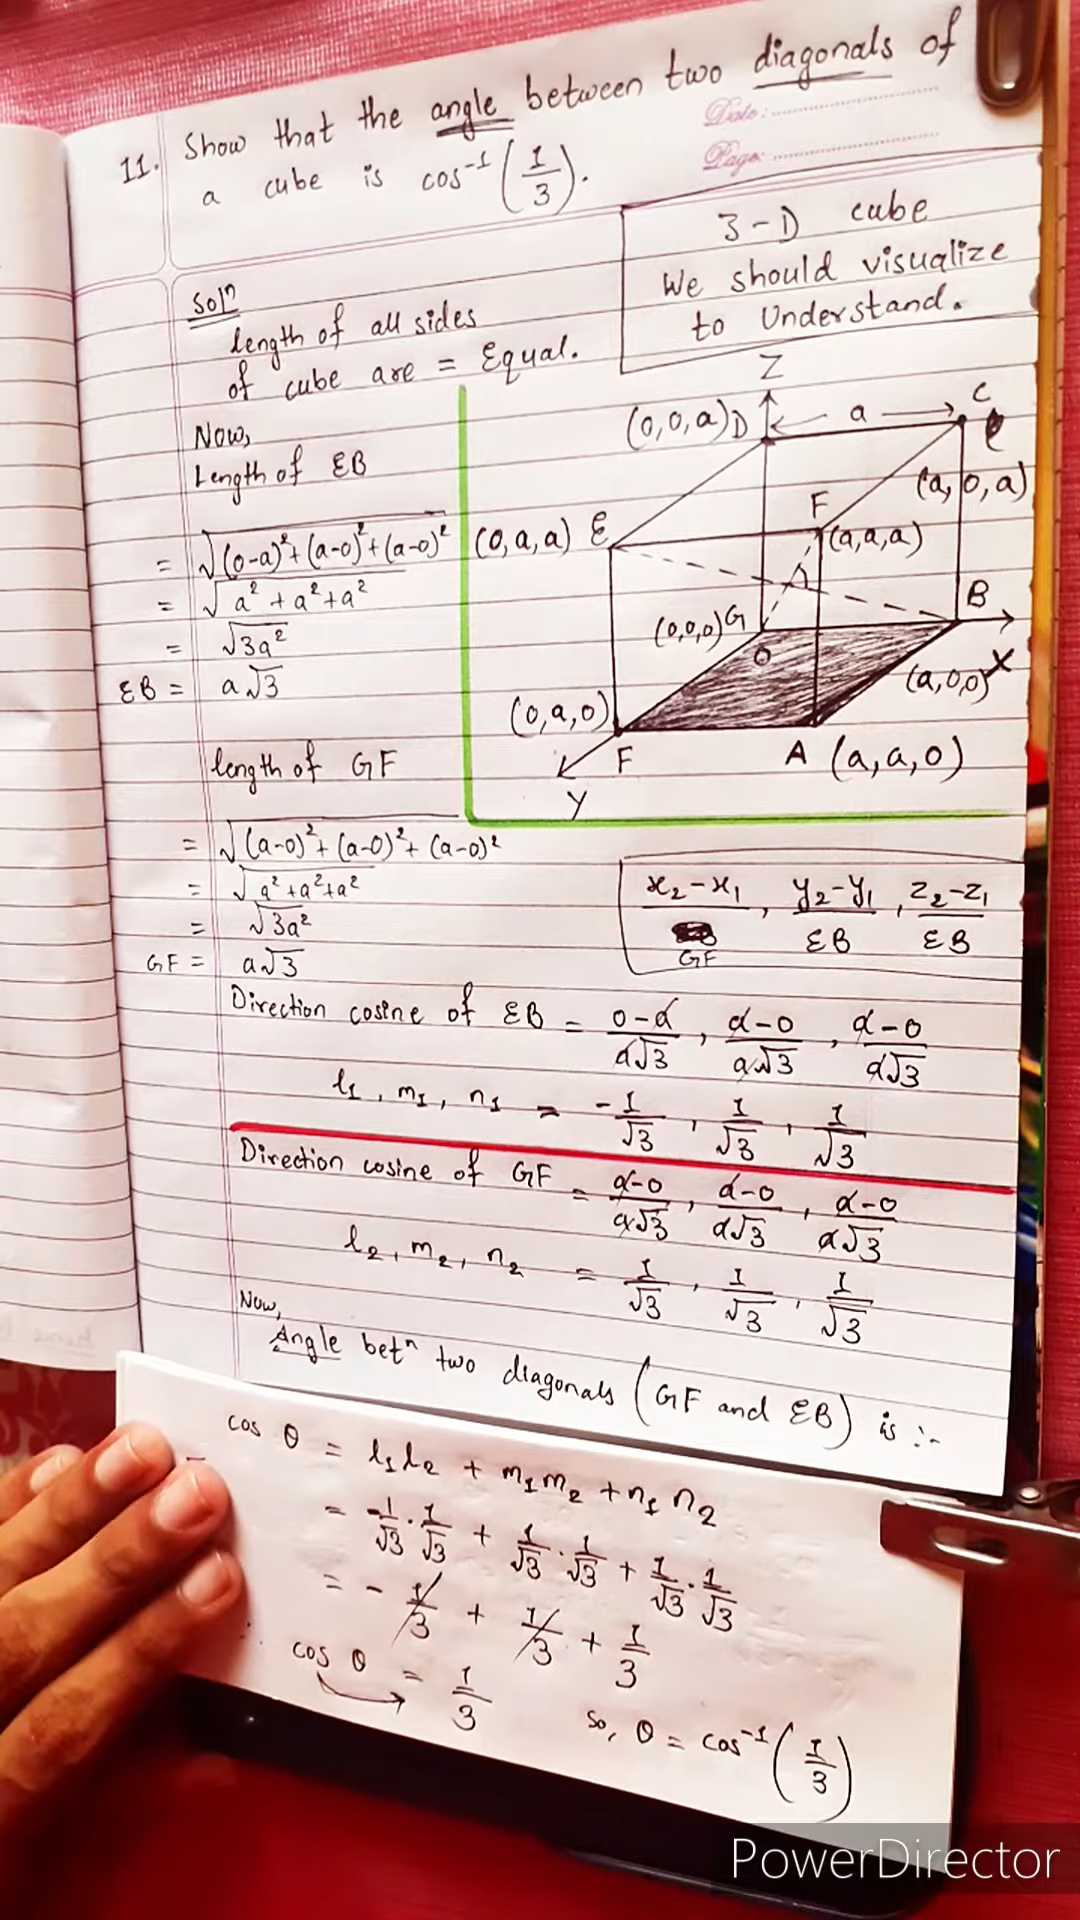 11. Show that the angle between two diagonals of
a cube is cos⁻¹(1/3).
Date:
Page:
3-D cube
We should visualize
to Understand.
Solⁿ
length of all sides
of cube are = Equal.
Now,
Length of EB
= √(0-a)²+(a-0)²+(a-0)²
= √a²+a²+a²
= √3a²
EB = a√3
Z
(0,0,a) D
a
C
(a,0,a)
(0,a,a) E
F
(a,a,a)
B
(0,0,0) G
O
(a,0,0)
X
(0,a,0)
F
A (a,a,0)
Y
length of GF
= √(a-0)²+(a-0)²+(a-0)²
= √a²+a²+a²
= √3a²
GF = a√3
x₂-x₁/GF, y₂-y₁/EB, z₂-z₁/EB
Direction cosine of EB = 0-a/a√3, a-0/a√3, a-0/a√3
l₁, m₁, n₁ = -1/√3, 1/√3, 1/√3
Direction cosine of GF = a-0/a√3, a-0/a√3, a-0/a√3
l₂, m₂, n₂ = 1/√3, 1/√3, 1/√3
Now,
Angle betⁿ two diagonals (GF and EB) is :-
cos θ = l₁l₂ + m₁m₂ + n₁n₂
= -1/√3 · 1/√3 + 1/√3 · 1/√3 + 1/√3 · 1/√3
= - 1/3 + 1/3 + 1/3
∴ cos θ = 1/3
So, θ = cos⁻¹(1/3)
PowerDirector